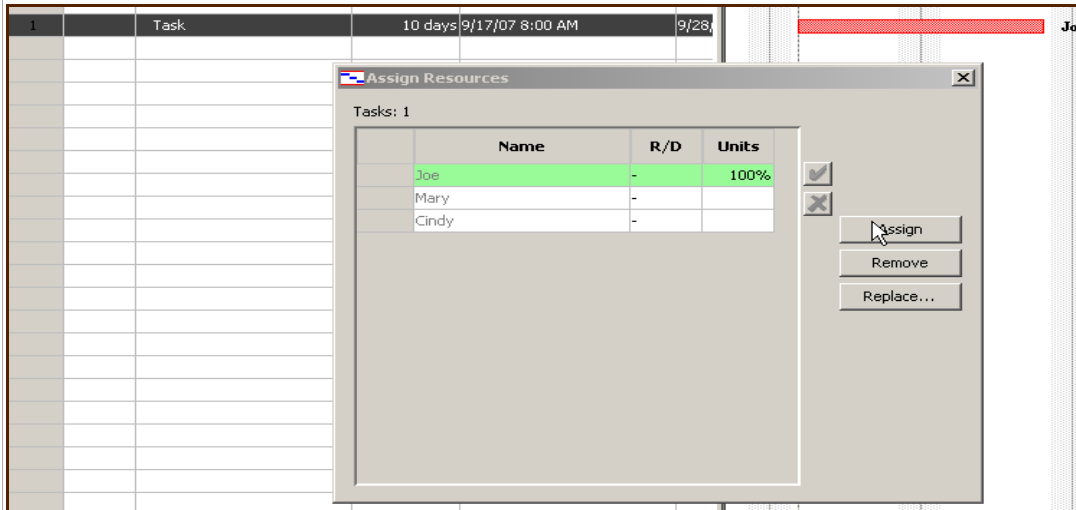 1 Task 10 days 9/17/07 8:00 AM 9/28/
Assign Resources
Tasks: 1
Name R/D Units
Joe - 100%
Mary -
Cindy -
Assign
Remove
Replace...